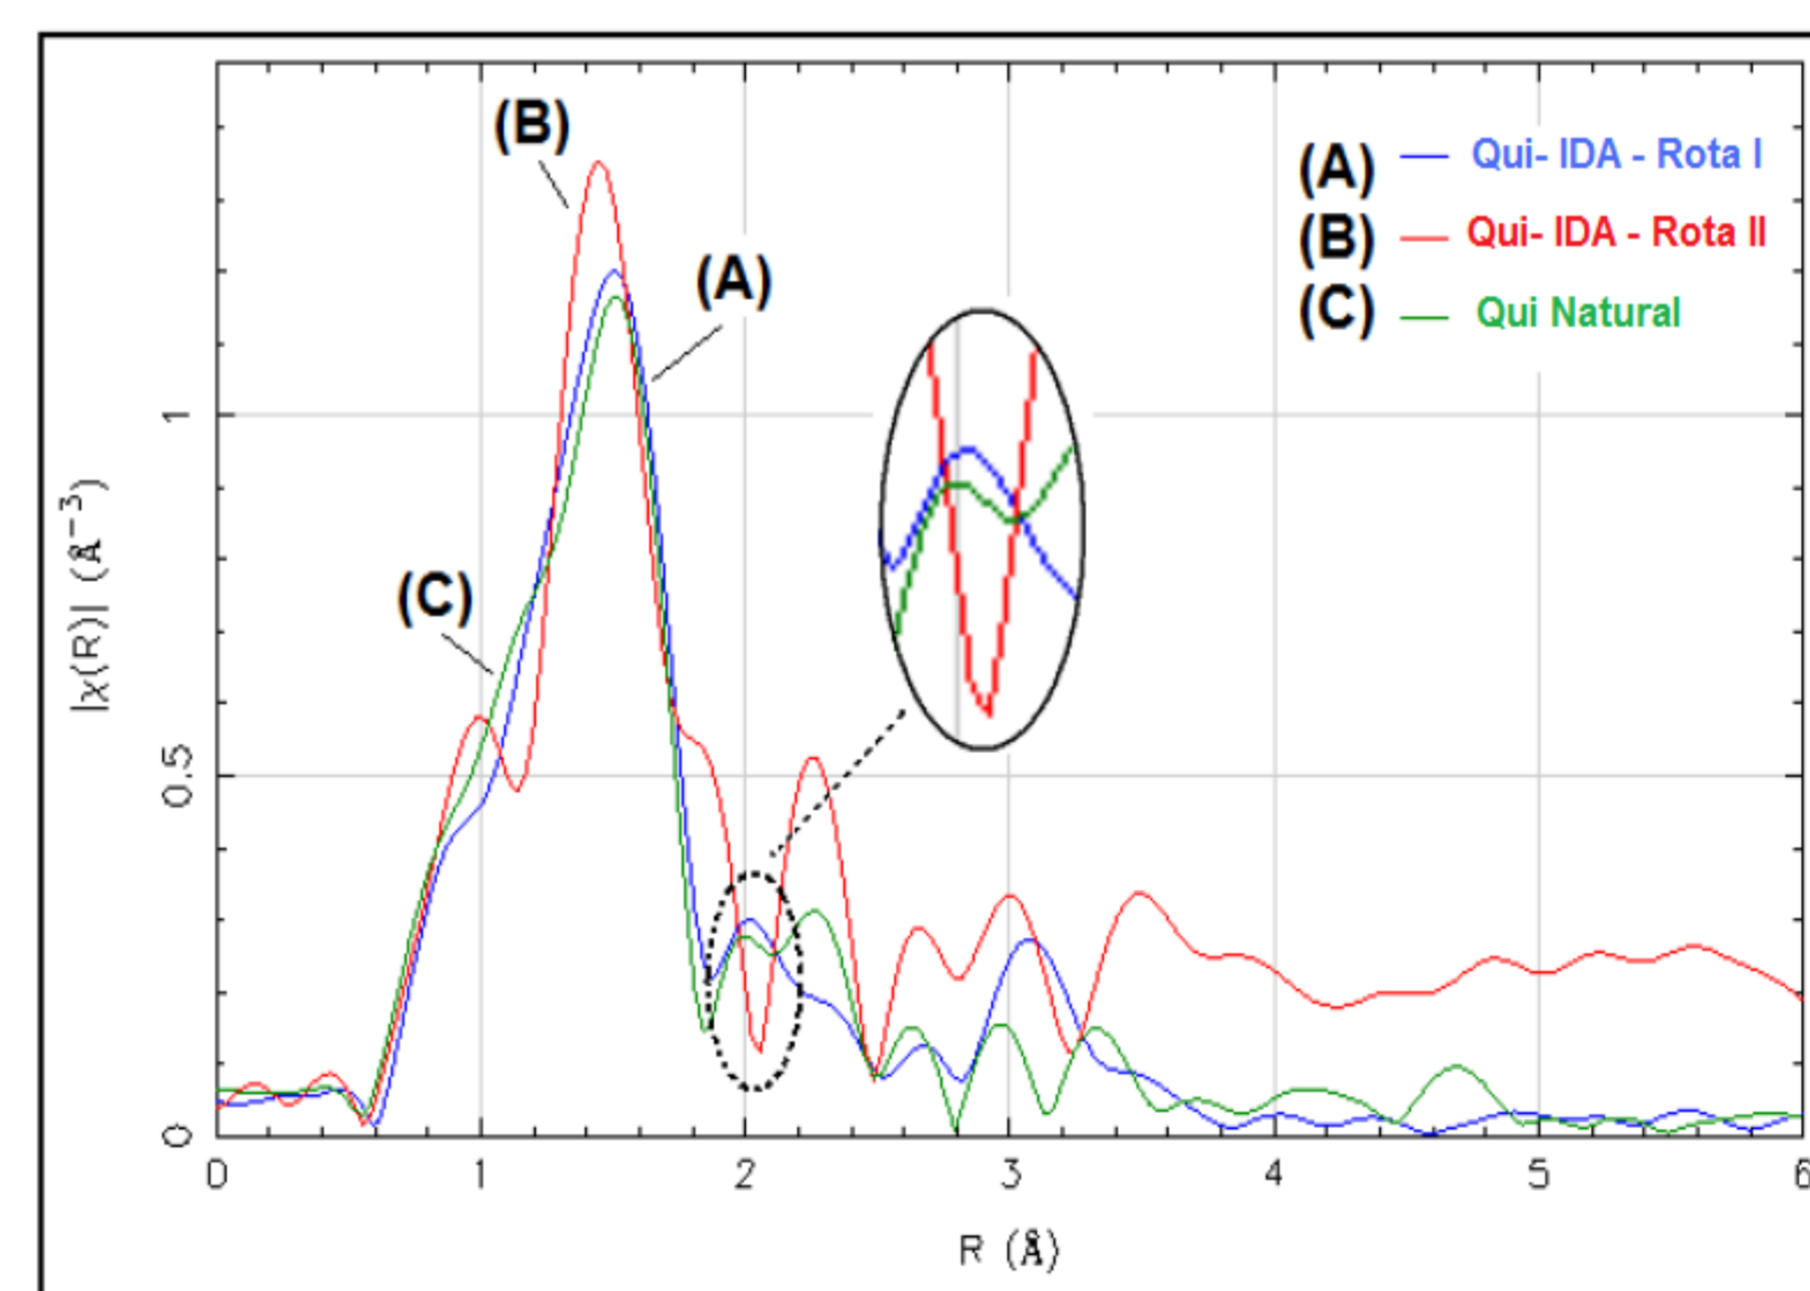 (B)
(A)
(C)
(A) Qui- IDA - Rota I
(B) Qui- IDA - Rota II
(C) Qui Natural
|χ(R)| (Å⁻³)
1
0.5
0
0 1 2 3 4 5 6
R (Å)